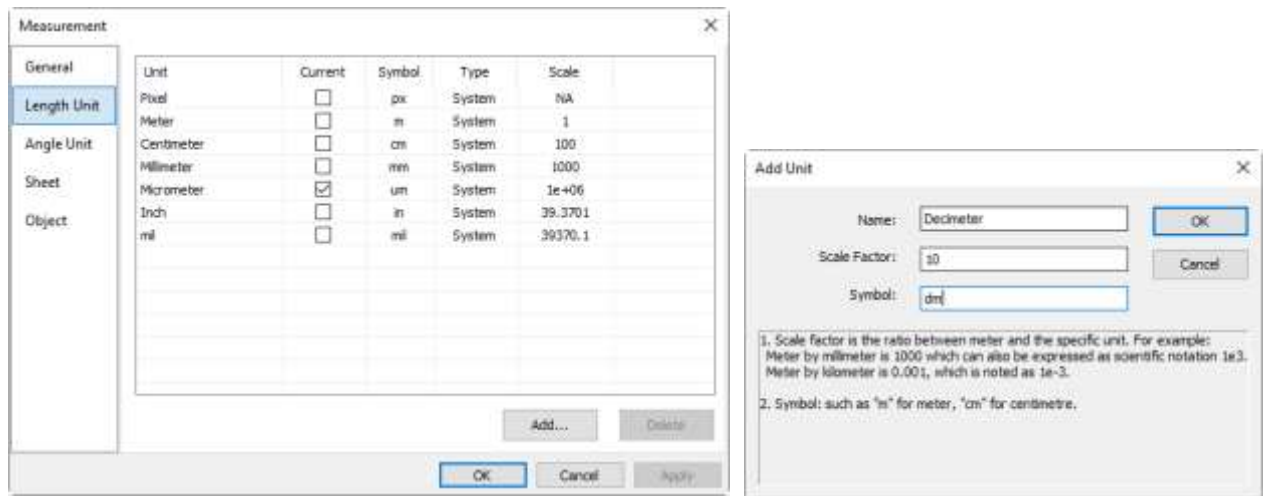 Measurement
General
Length Unit
Angle Unit
Sheet
Object
Unit Current Symbol Type Scale
Pixel px System NA
Meter m System 1
Centimeter cm System 100
Millimeter mm System 1000
Micrometer um System 1e+06
Inch in System 39.3701
mil mil System 39370.1
Add... Delete
OK Cancel Apply
Add Unit
Name: Decimeter OK
Scale Factor: 10 Cancel
Symbol: dm
1. Scale factor is the ratio between meter and the specific unit. For example:
Meter by millimeter is 1000 which can also be expressed as scientific notation 1e3.
Meter by kilometer is 0.001, which is noted as 1e-3.
2. Symbol: such as "m" for meter, "cm" for centimetre.